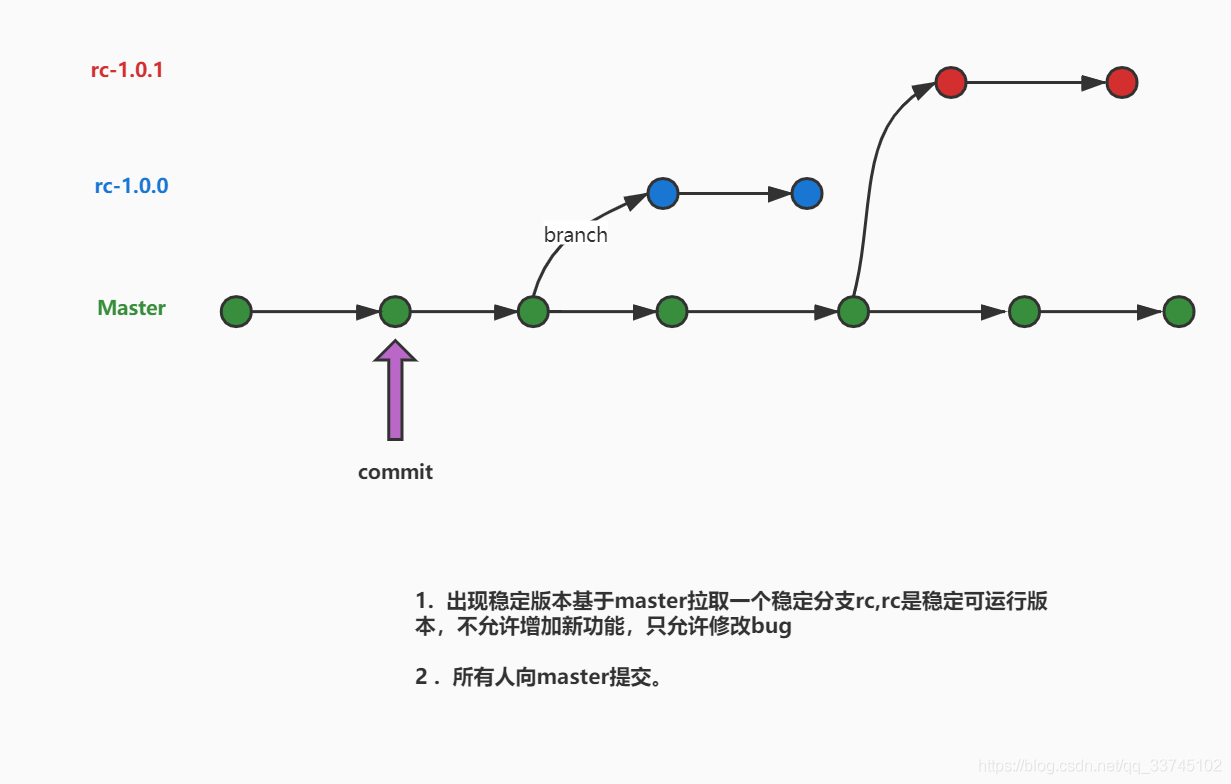 rc-1.0.1
rc-1.0.0
branch
Master
commit
1. 出现稳定版本基于master拉取一个稳定分支rc,rc是稳定可运行版
本，不允许增加新功能，只允许修改bug
2 . 所有人向master提交。
https://blog.csdn.net/qq_33745102